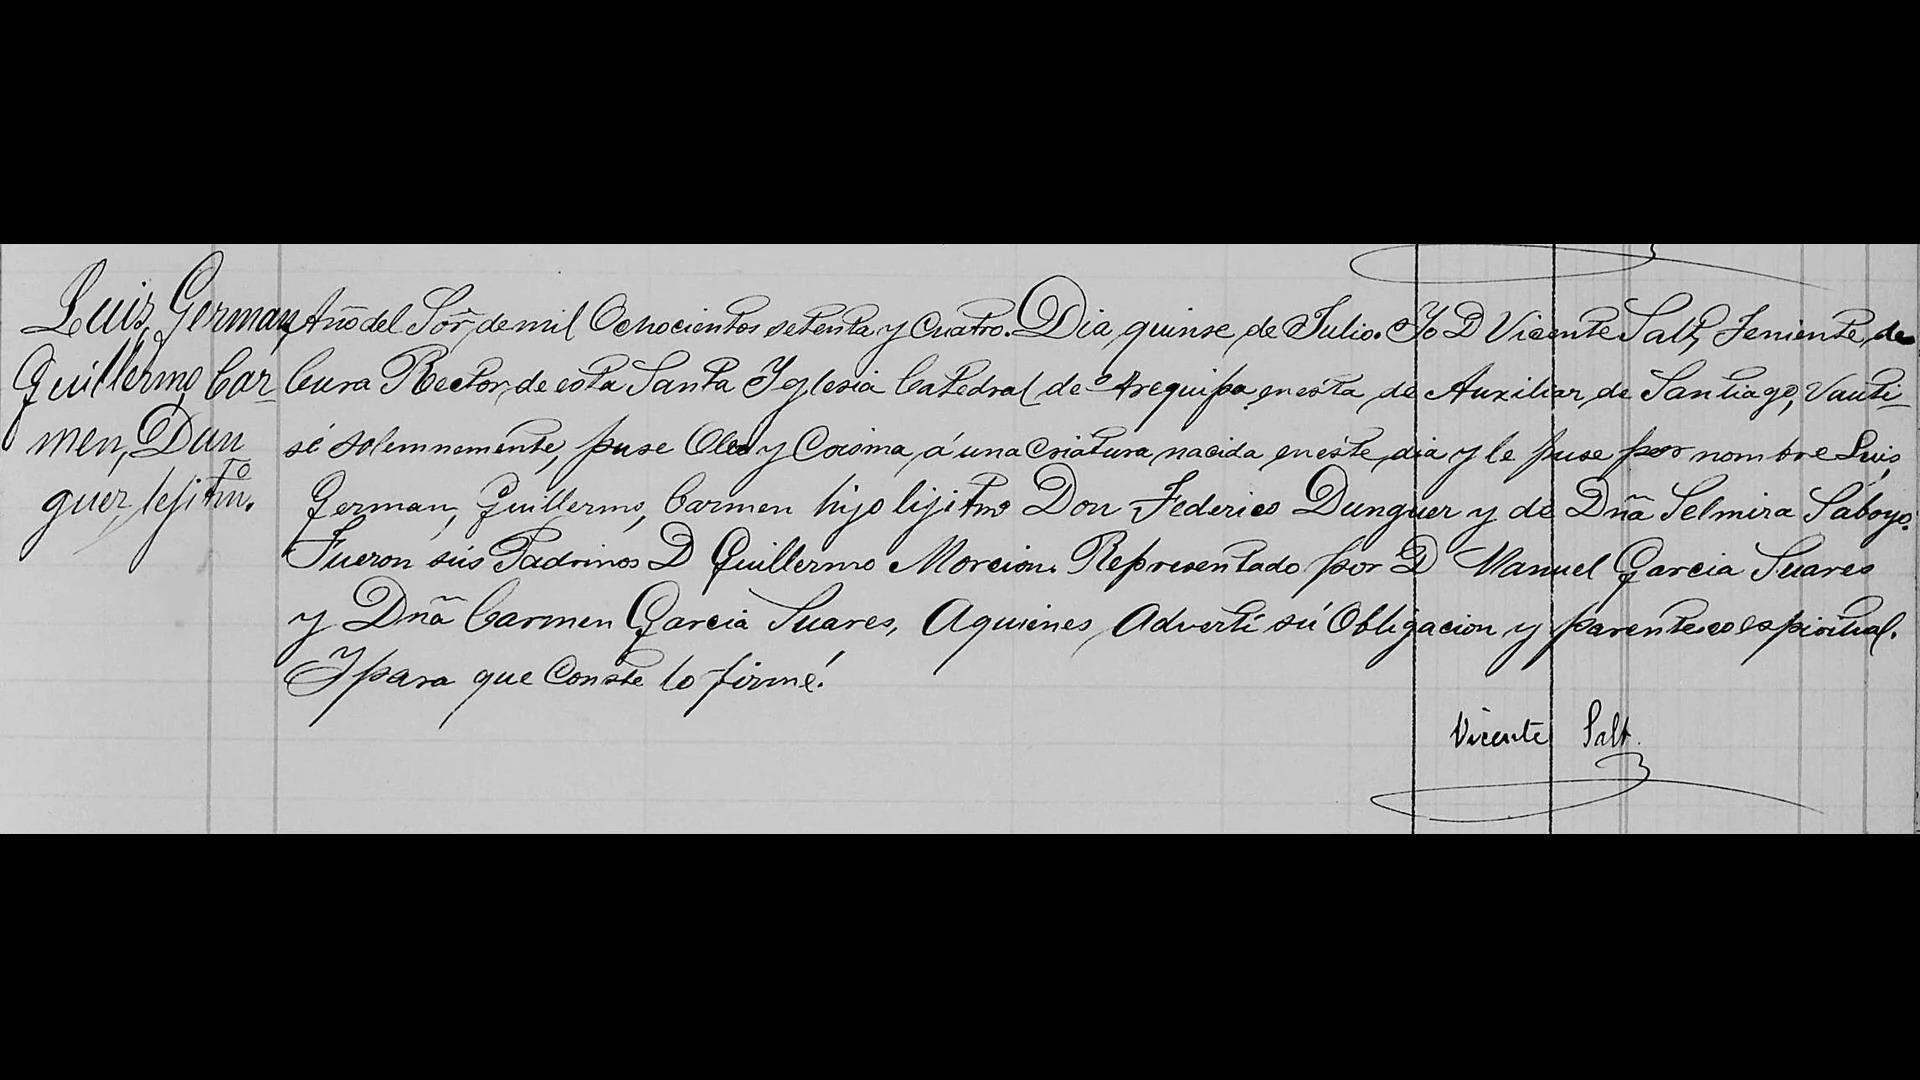 Luis, German,
Guillermo, Car-
men, Dun
guer, lejitmo.
Año del Sor, de mil Ochocientos setenta y cuatro. Dia quinse de Julio. Yo D Vicente Salt, Teniente de
Cura Rector, de esta Santa Yglesia Catedral de Arequipa, en esta de Auxiliar de Santiago, Vauti-
sé solemnemente, puse Oleo y Crisma, á una criatura nacida en este dia y le puse por nombre Luis,
German, Guillermo, Carmen hijo lijitmo Don Federico Dunguer y de Dña Selmira Saboyo.
Fueron sus Padrinos D Guillermo Morcion. Representado por D Manuel Garcia Suares
y Dña Carmen Garcia Suares, Aquienes Advertí sú Obligacion y parentesco espiritual.
Y para que Conste lo firmé.
Vicente Salt.